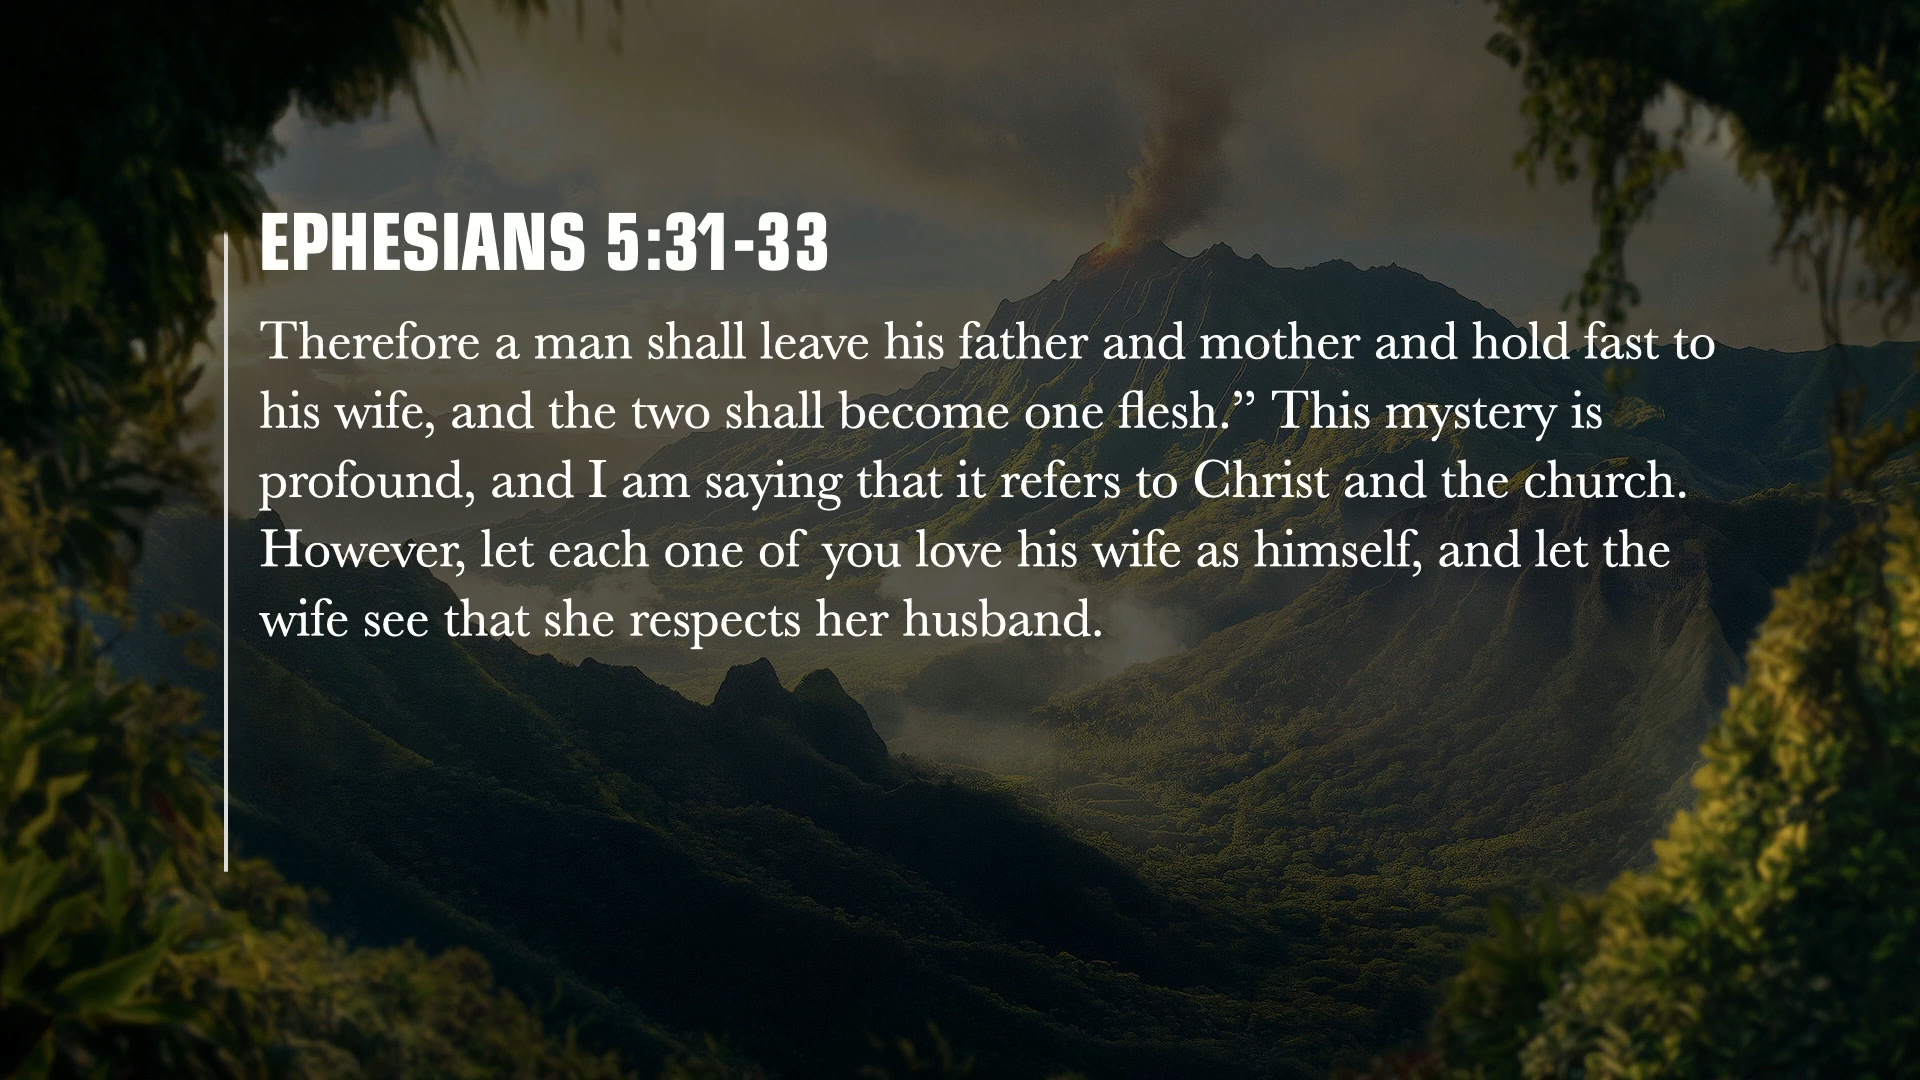 EPHESIANS 5:31-33
Therefore a man shall leave his father and mother and hold fast to
his wife, and the two shall become one flesh.” This mystery is
profound, and I am saying that it refers to Christ and the church.
However, let each one of you love his wife as himself, and let the
wife see that she respects her husband.